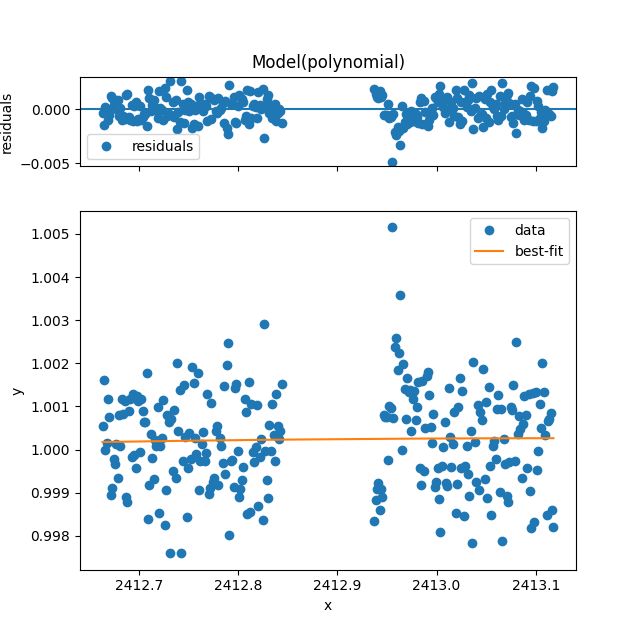 Model(polynomial)
residuals
0.000
−0.005
residuals
y
1.005
1.004
1.003
1.002
1.001
1.000
0.999
0.998
data
best-fit
2412.7
2412.8
2412.9
2413.0
2413.1
x